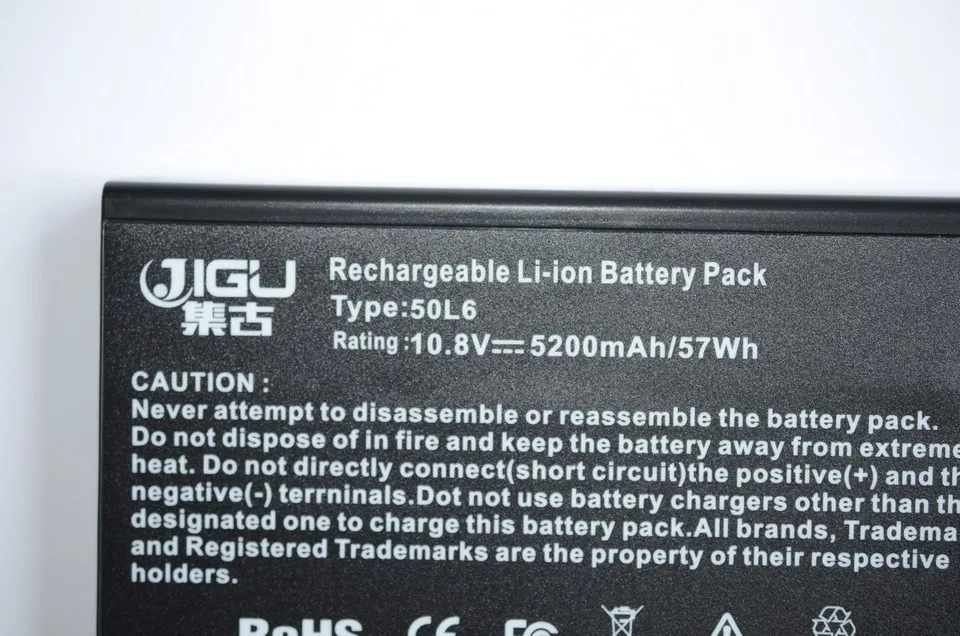 JIGU
集古
Rechargeable Li-ion Battery Pack
Type:50L6
Rating:10.8V⎓5200mAh/57Wh
CAUTION :
Never attempt to disassemble or reassemble the battery pack.
Do not dispose of in fire and keep the battery away from extreme
heat. Do not directly connect(short circuit)the positive(+) and th
negative(-) terrninals.Dot not use battery chargers other than th
designated one to charge this battery pack.All brands, Tradema
and Registered Trademarks are the property of their respective
holders.
RoHS CE FC